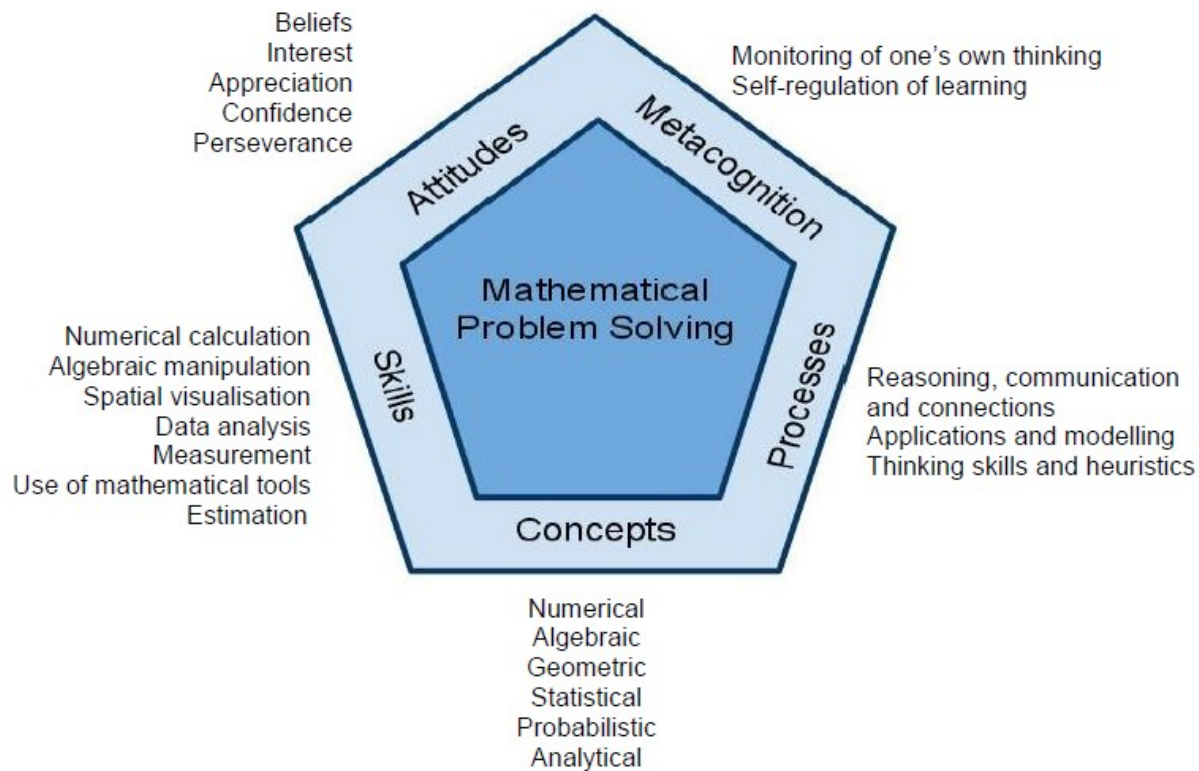 Beliefs
Interest
Appreciation
Confidence
Perseverance
Monitoring of one's own thinking
Self-regulation of learning
Attitudes
Metacognition
Mathematical
Problem Solving
Numerical calculation
Algebraic manipulation
Spatial visualisation
Data analysis
Measurement
Use of mathematical tools
Estimation
Skills
Processes
Reasoning, communication
and connections
Applications and modelling
Thinking skills and heuristics
Concepts
Numerical
Algebraic
Geometric
Statistical
Probabilistic
Analytical